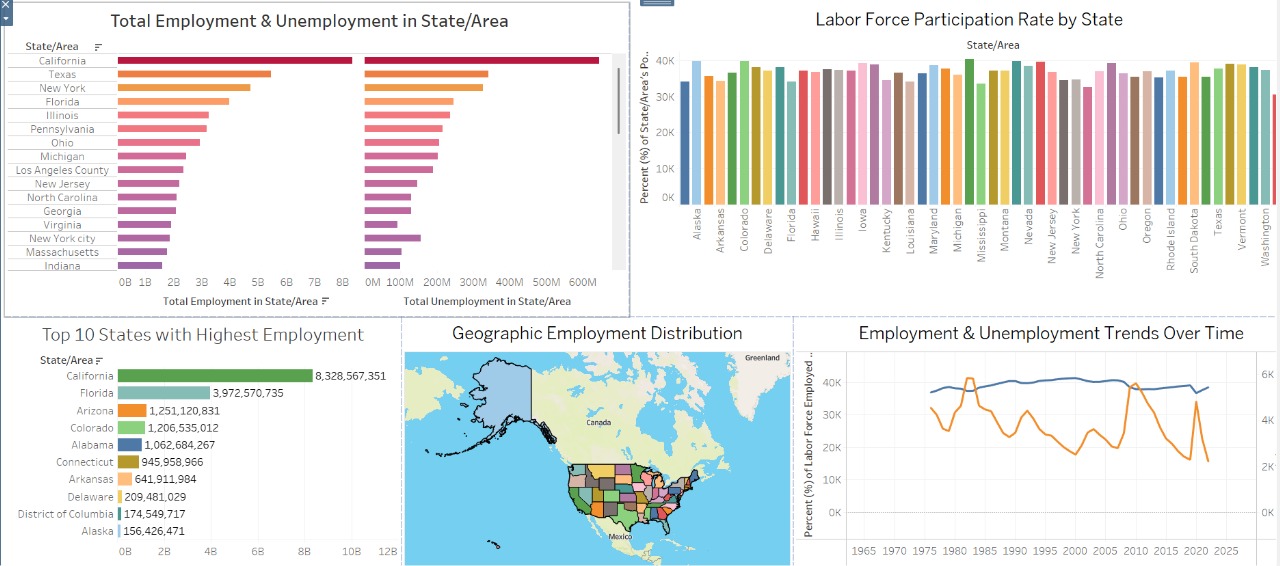 Total Employment & Unemployment in State/Area
State/Area
California
Texas
New York
Florida
Illinois
Pennsylvania
Ohio
Michigan
Los Angeles County
New Jersey
North Carolina
Georgia
Virginia
New York city
Massachusetts
Indiana
0B 1B 2B 3B 4B 5B 6B 7B 8B
0M 100M 200M 300M 400M 500M 600M
Total Employment in State/Area
Total Unemployment in State/Area
Labor Force Participation Rate by State
State/Area
Percent (%) of State/Area's Po..
40K
30K
20K
10K
0K
Alaska
Arkansas
Colorado
Delaware
Florida
Hawaii
Illinois
Iowa
Kentucky
Louisiana
Maryland
Michigan
Mississippi
Montana
Nevada
New Jersey
New York
North Carolina
Ohio
Oregon
Rhode Island
South Dakota
Texas
Vermont
Washington
Top 10 States with Highest Employment
State/Area
California 8,328,567,351
Florida 3,972,570,735
Arizona 1,251,120,831
Colorado 1,206,535,012
Alabama 1,062,684,267
Connecticut 945,958,966
Arkansas 641,911,984
Delaware 209,481,029
District of Columbia 174,549,717
Alaska 156,426,471
0B 2B 4B 6B 8B 10B 12B
Geographic Employment Distribution
Greenland
Canada
Mexico
Employment & Unemployment Trends Over Time
Percent (%) of Labor Force Employed ..
40K
30K
20K
10K
0K
6K
4K
2K
0K
1965 1970 1975 1980 1985 1990 1995 2000 2005 2010 2015 2020 2025